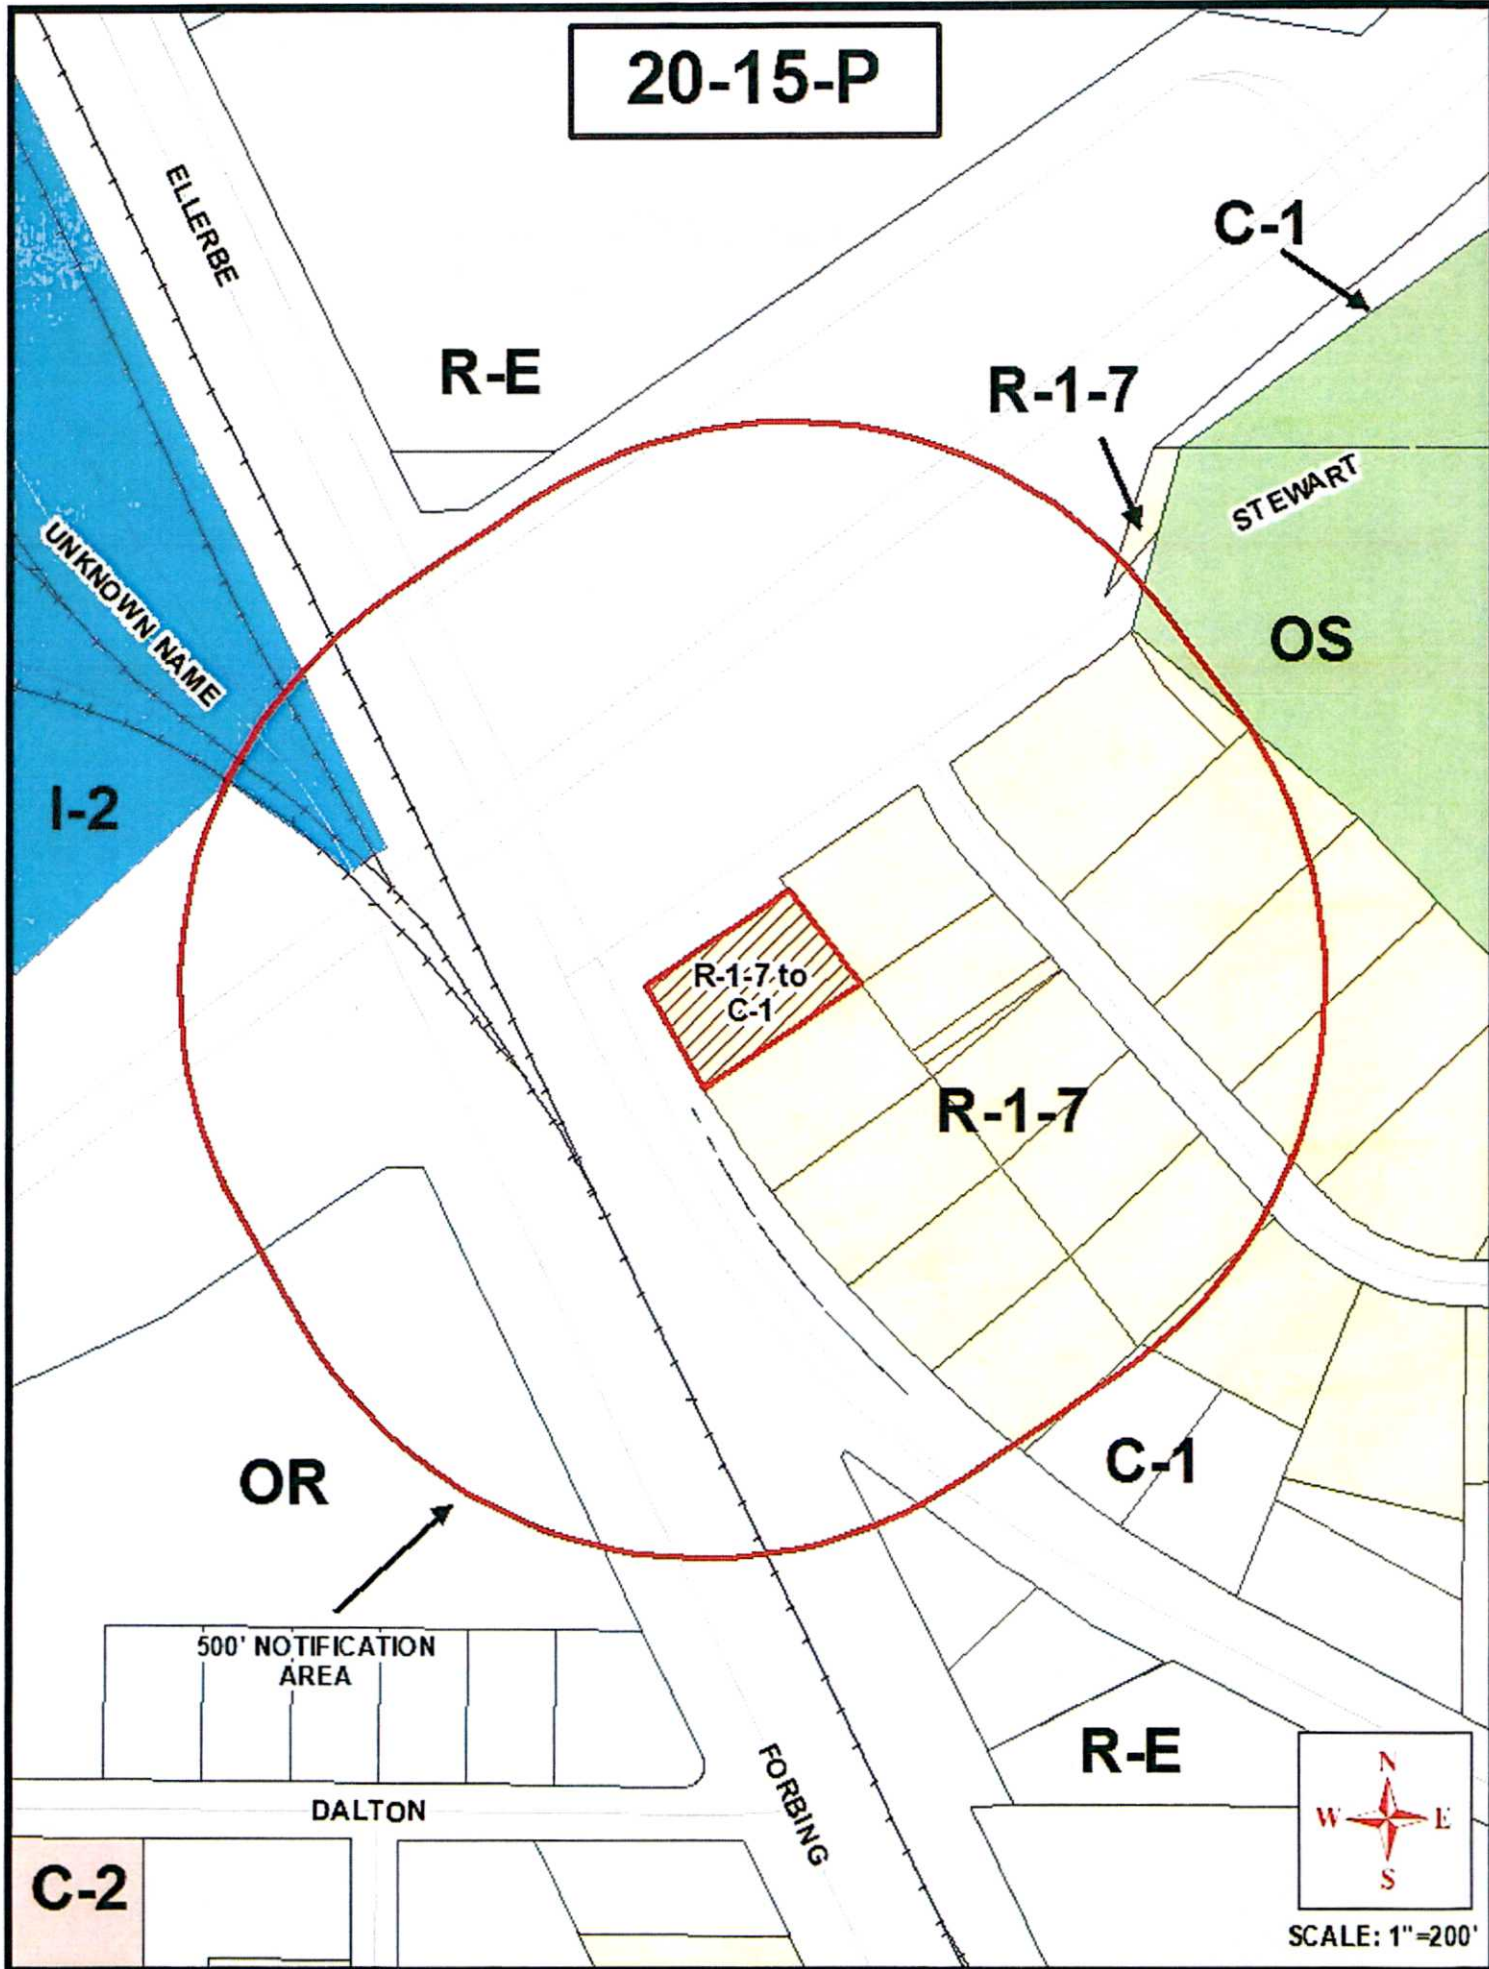 20-15-P
ELLERBE
C-1
R-E
R-1-7
STEWART
UNKNOWN NAME
OS
I-2
R-1-7 to
C-1
R-1-7
OR
C-1
500' NOTIFICATION
AREA
R-E
FORBING
DALTON
C-2
N
W E
S
SCALE: 1"=200'